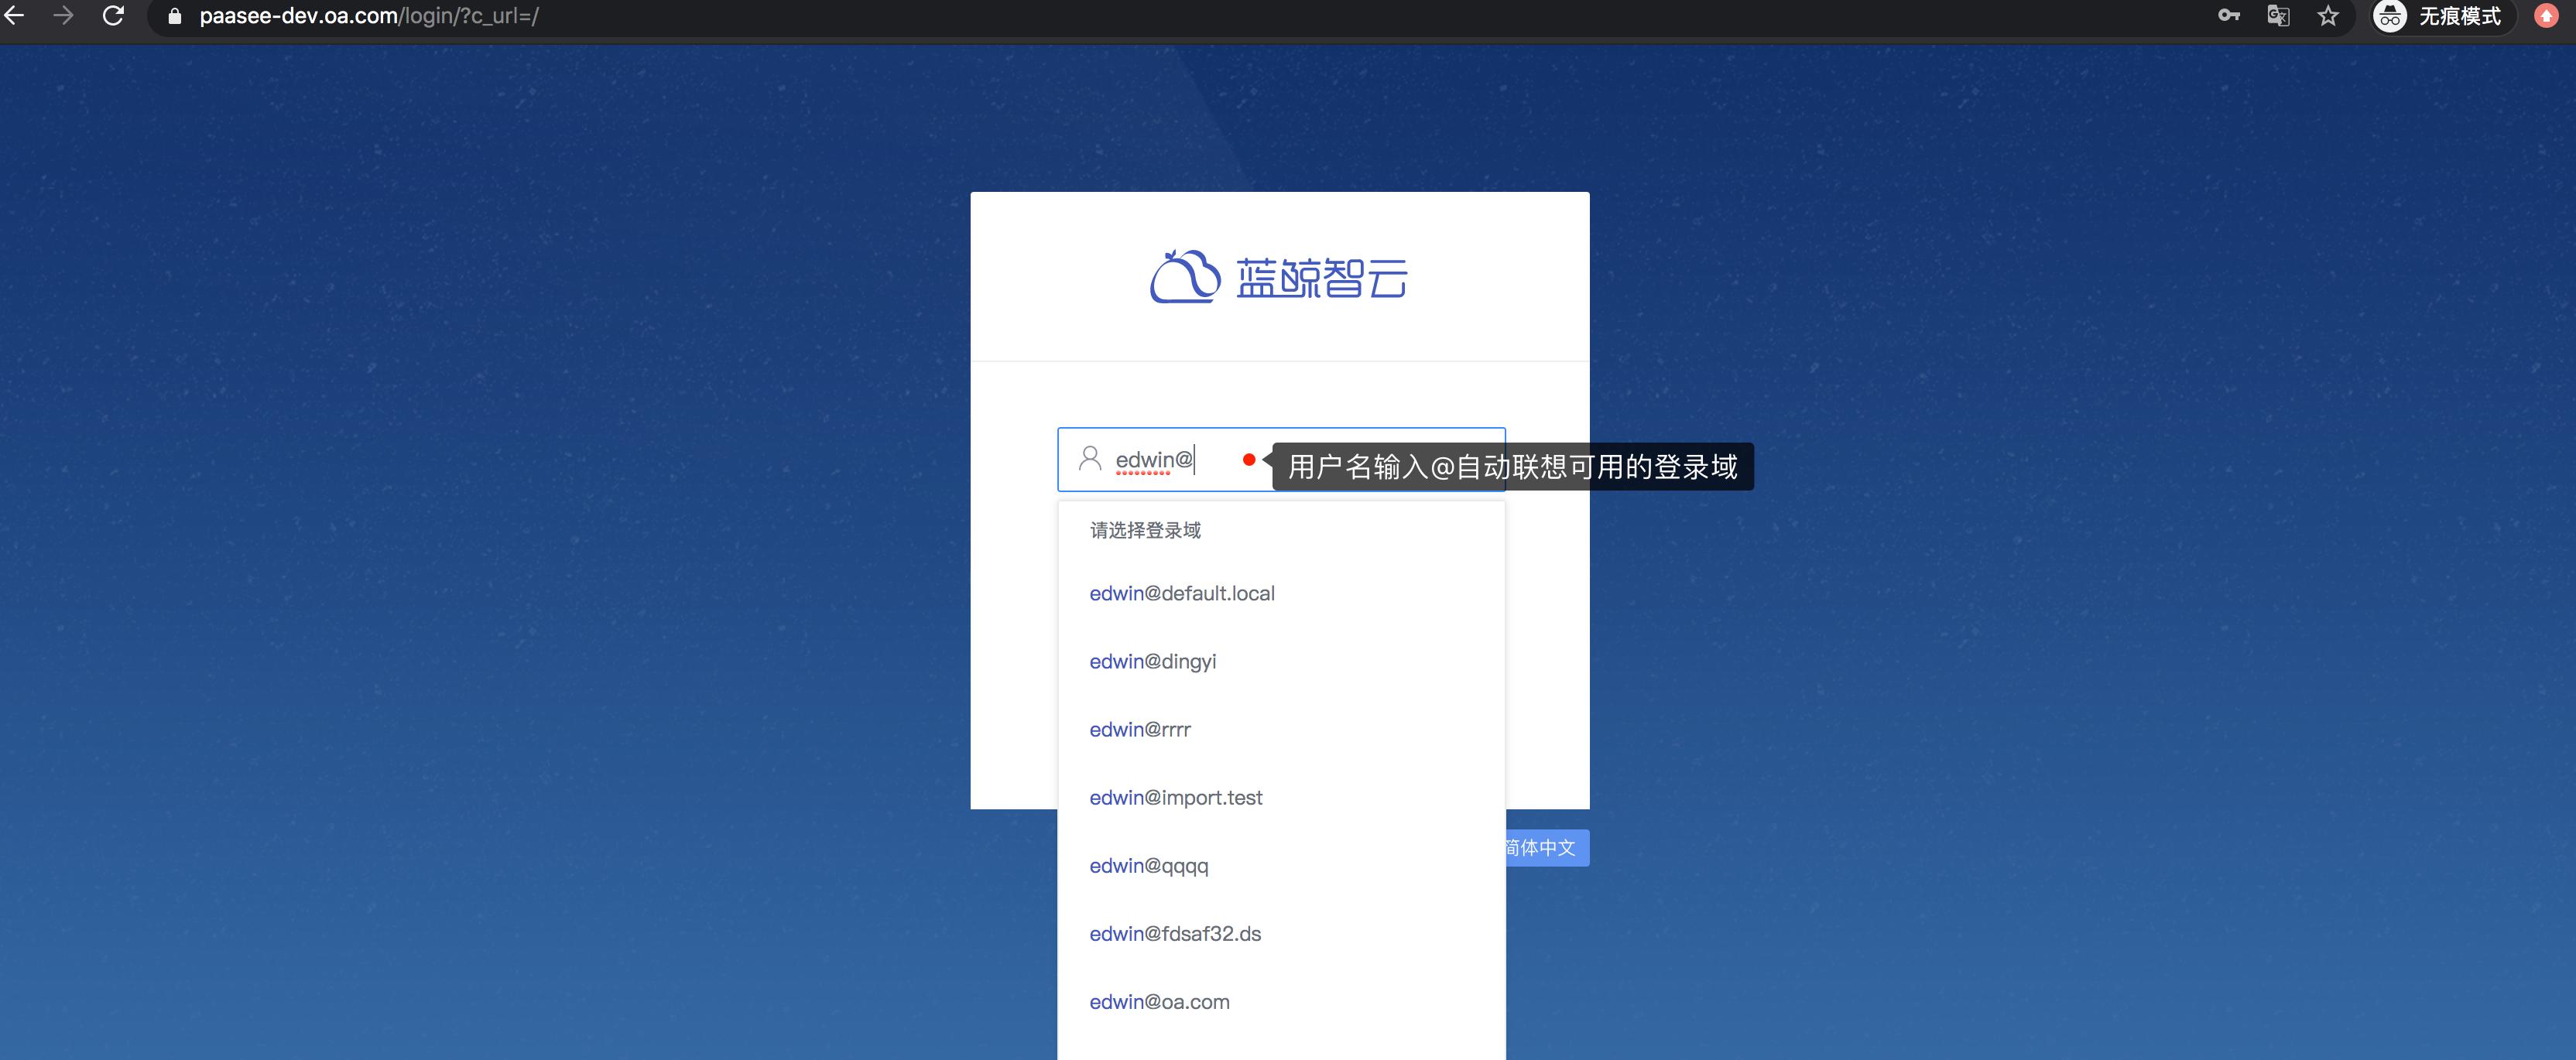 paasee-dev.oa.com/login/?c_url=/
无痕模式
蓝鲸智云
edwin@
用户名输入@自动联想可用的登录域
请选择登录域
edwin@default.local
edwin@dingyi
edwin@rrrr
edwin@import.test
简体中文
edwin@qqqq
edwin@fdsaf32.ds
edwin@oa.com